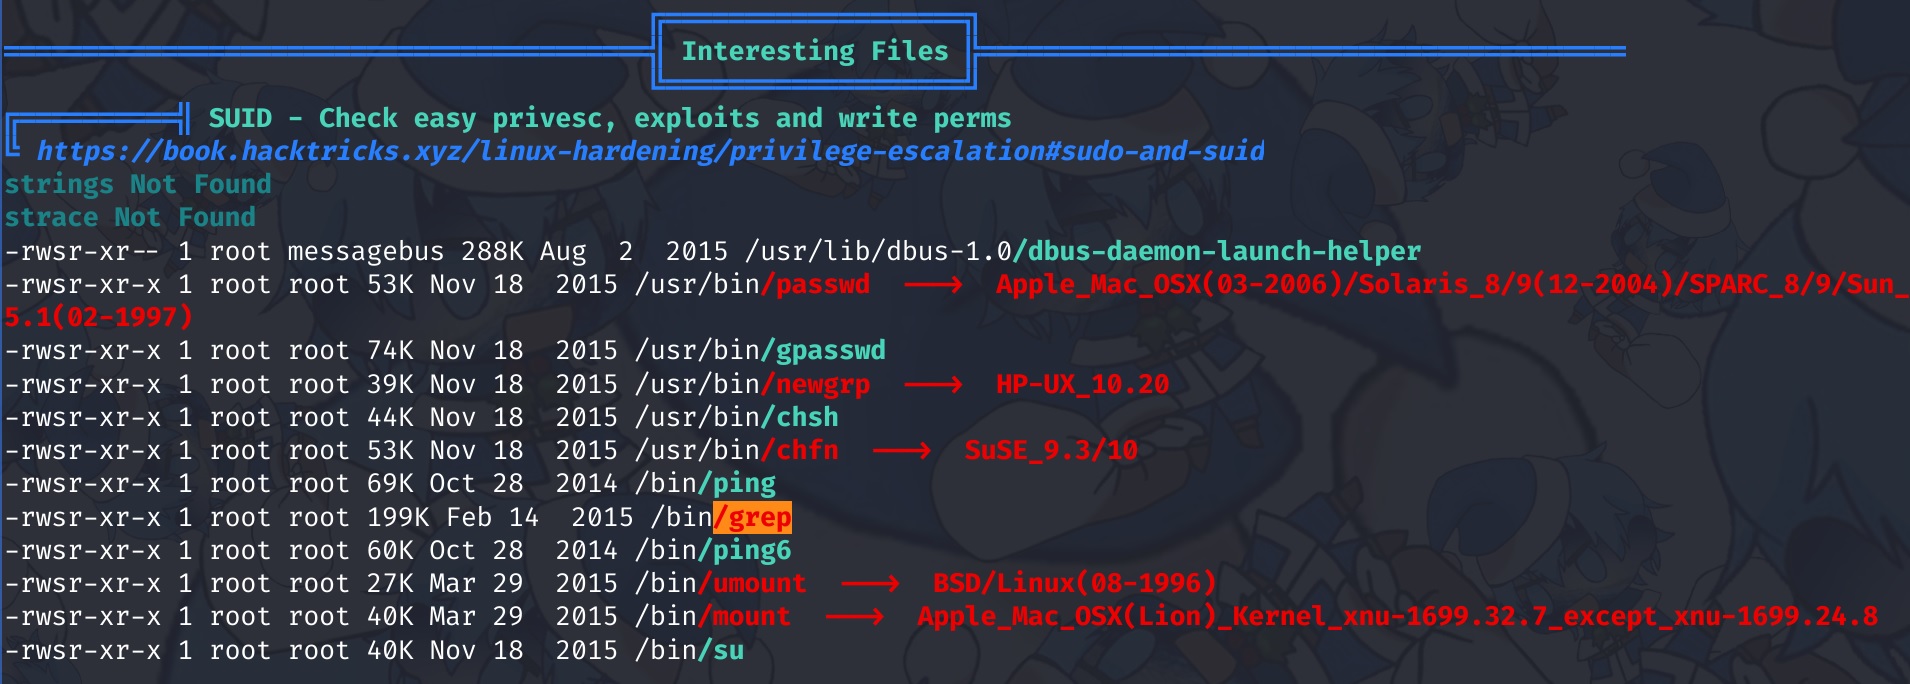 Interesting Files
SUID - Check easy privesc, exploits and write perms
https://book.hacktricks.xyz/linux-hardening/privilege-escalation#sudo-and-suid
strings Not Found
strace Not Found
-rwsr-xr-- 1 root messagebus 288K Aug  2  2015 /usr/lib/dbus-1.0/dbus-daemon-launch-helper
-rwsr-xr-x 1 root root 53K Nov 18  2015 /usr/bin/passwd  --->  Apple_Mac_OSX(03-2006)/Solaris_8/9(12-2004)/SPARC_8/9/Sun_
5.1(02-1997)
-rwsr-xr-x 1 root root 74K Nov 18  2015 /usr/bin/gpasswd
-rwsr-xr-x 1 root root 39K Nov 18  2015 /usr/bin/newgrp  --->  HP-UX_10.20
-rwsr-xr-x 1 root root 44K Nov 18  2015 /usr/bin/chsh
-rwsr-xr-x 1 root root 53K Nov 18  2015 /usr/bin/chfn  --->  SuSE_9.3/10
-rwsr-xr-x 1 root root 69K Oct 28  2014 /bin/ping
-rwsr-xr-x 1 root root 199K Feb 14  2015 /bin/grep
-rwsr-xr-x 1 root root 60K Oct 28  2014 /bin/ping6
-rwsr-xr-x 1 root root 27K Mar 29  2015 /bin/umount  --->  BSD/Linux(08-1996)
-rwsr-xr-x 1 root root 40K Mar 29  2015 /bin/mount  --->  Apple_Mac_OSX(Lion)_Kernel_xnu-1699.32.7_except_xnu-1699.24.8
-rwsr-xr-x 1 root root 40K Nov 18  2015 /bin/su